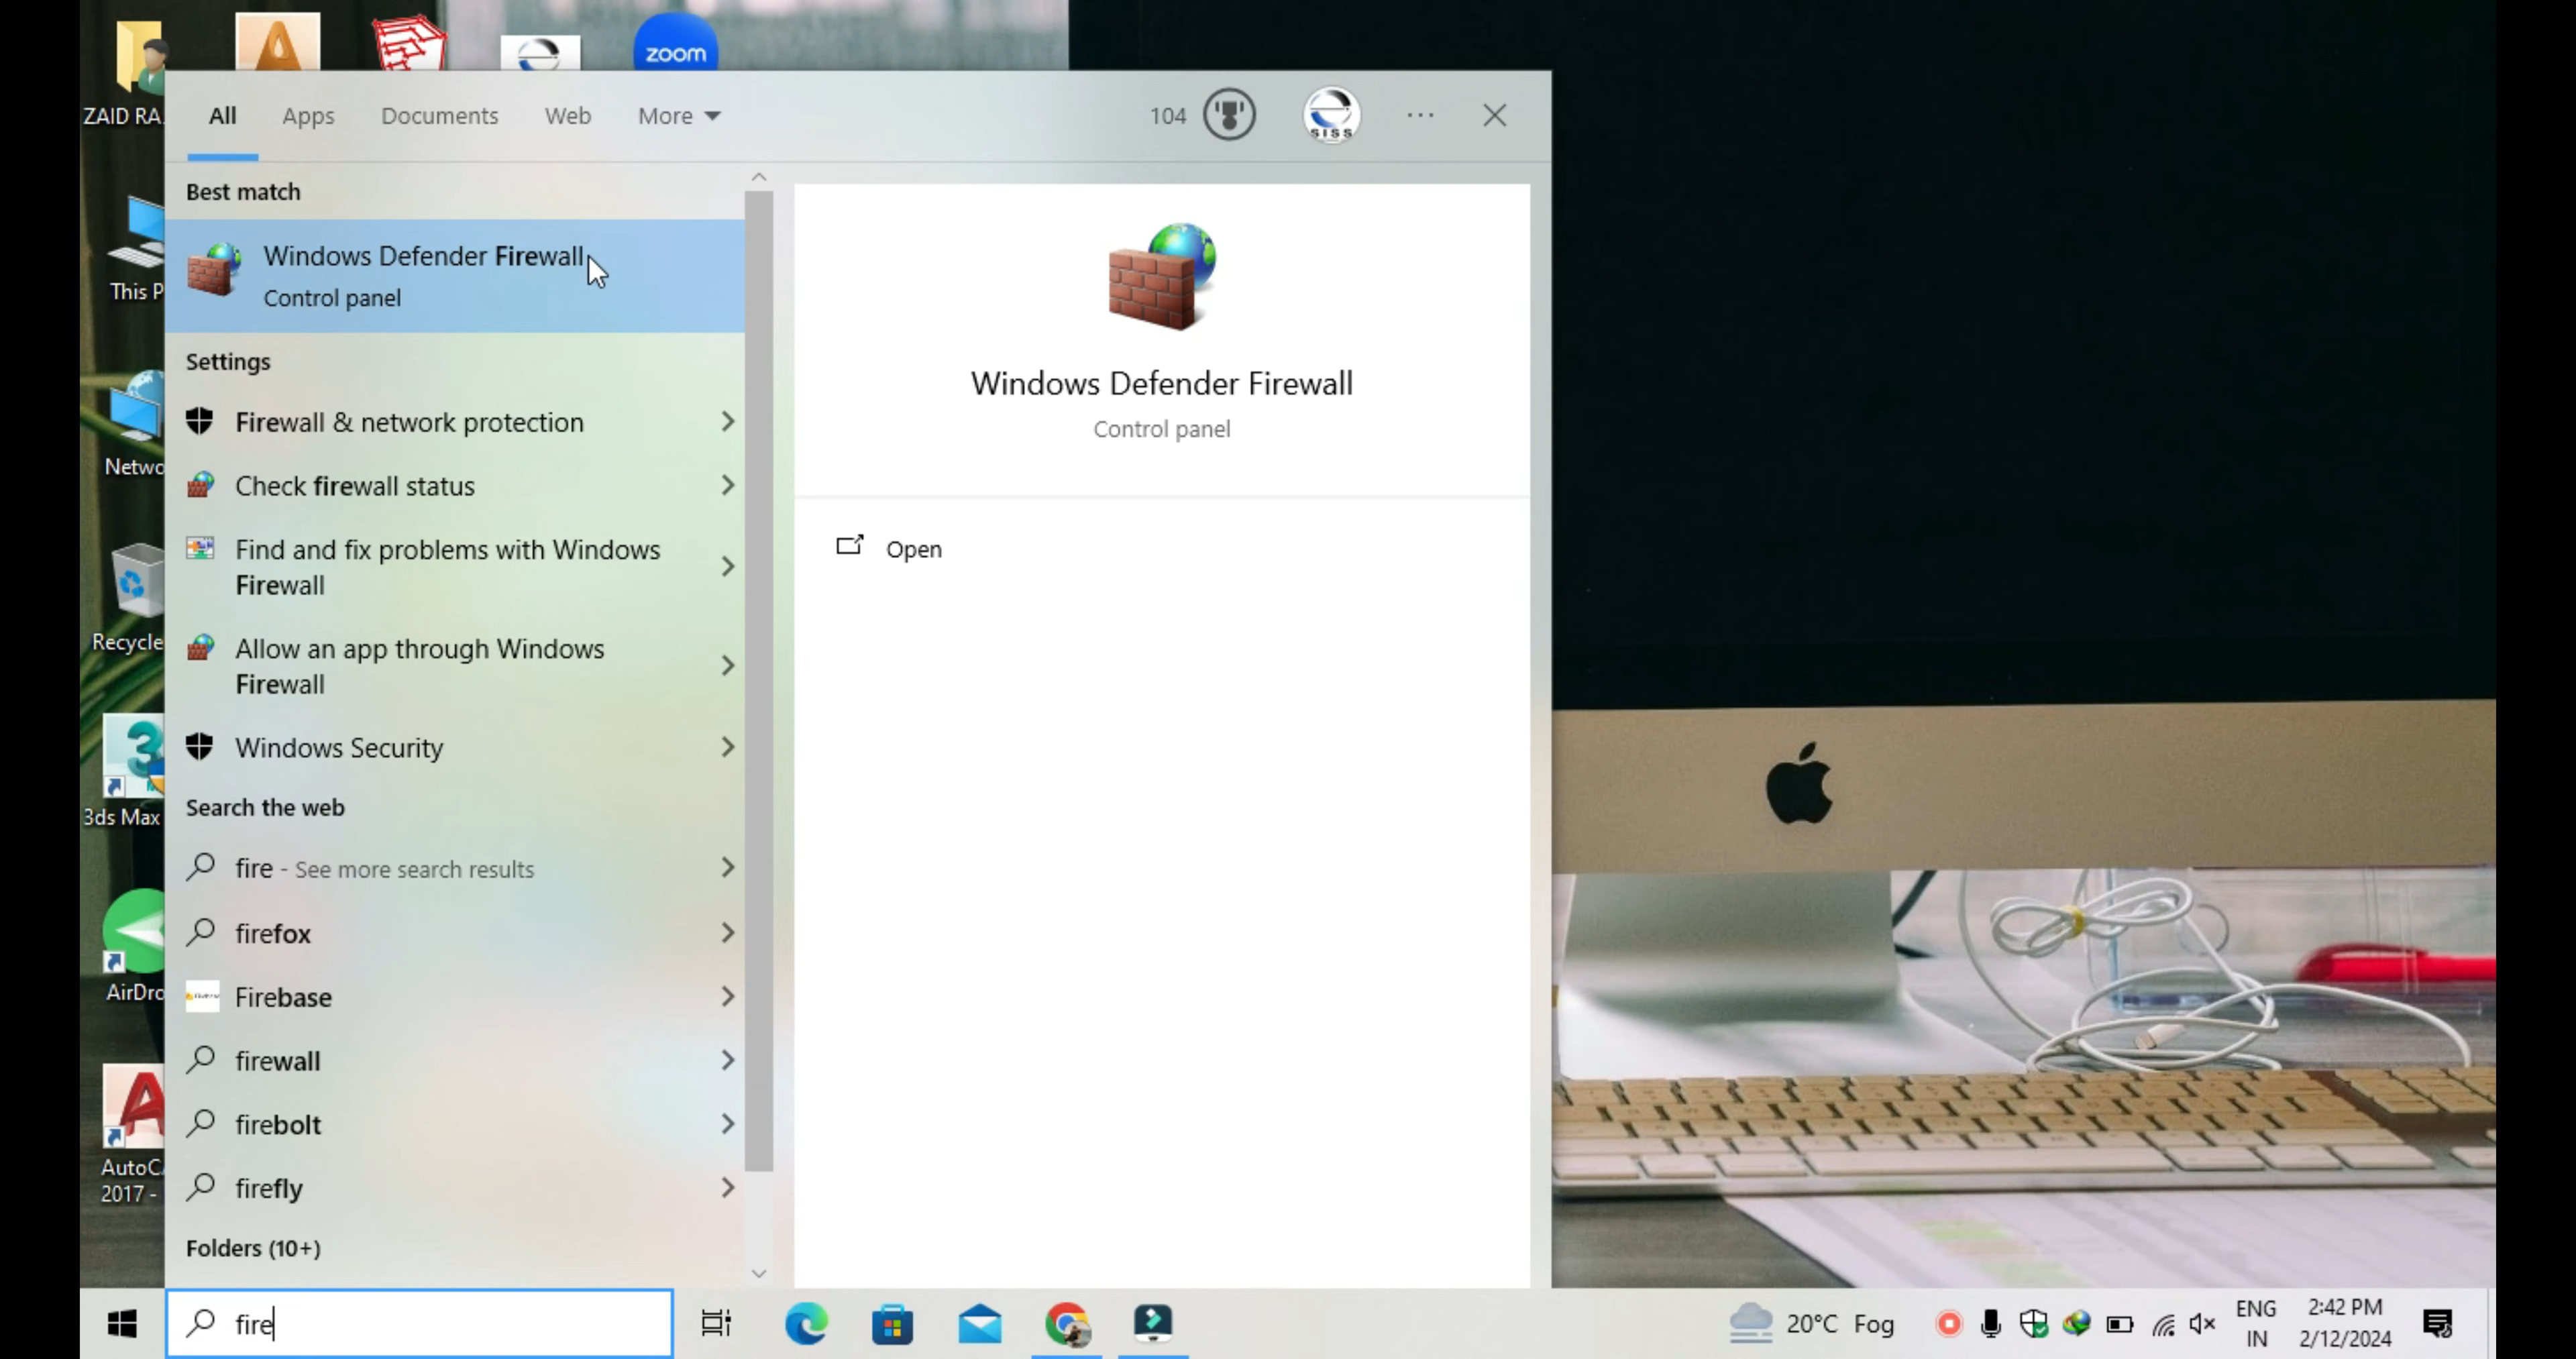 zoom
ZAID RA
All
Apps
Documents
Web
More
104
SISS
Best match
Windows Defender Firewall
Control panel
Settings
Firewall & network protection
Check firewall status
Find and fix problems with Windows
Firewall
Allow an app through Windows
Firewall
Windows Security
Search the web
fire - See more search results
firefox
Firebase
firewall
firebolt
firefly
Folders (10+)
Windows Defender Firewall
Control panel
Open
This P
Netwo
Recycle
3ds Max
AirDro
AutoC
2017 -
fire
20°C Fog
ENG
IN
2:42 PM
2/12/2024